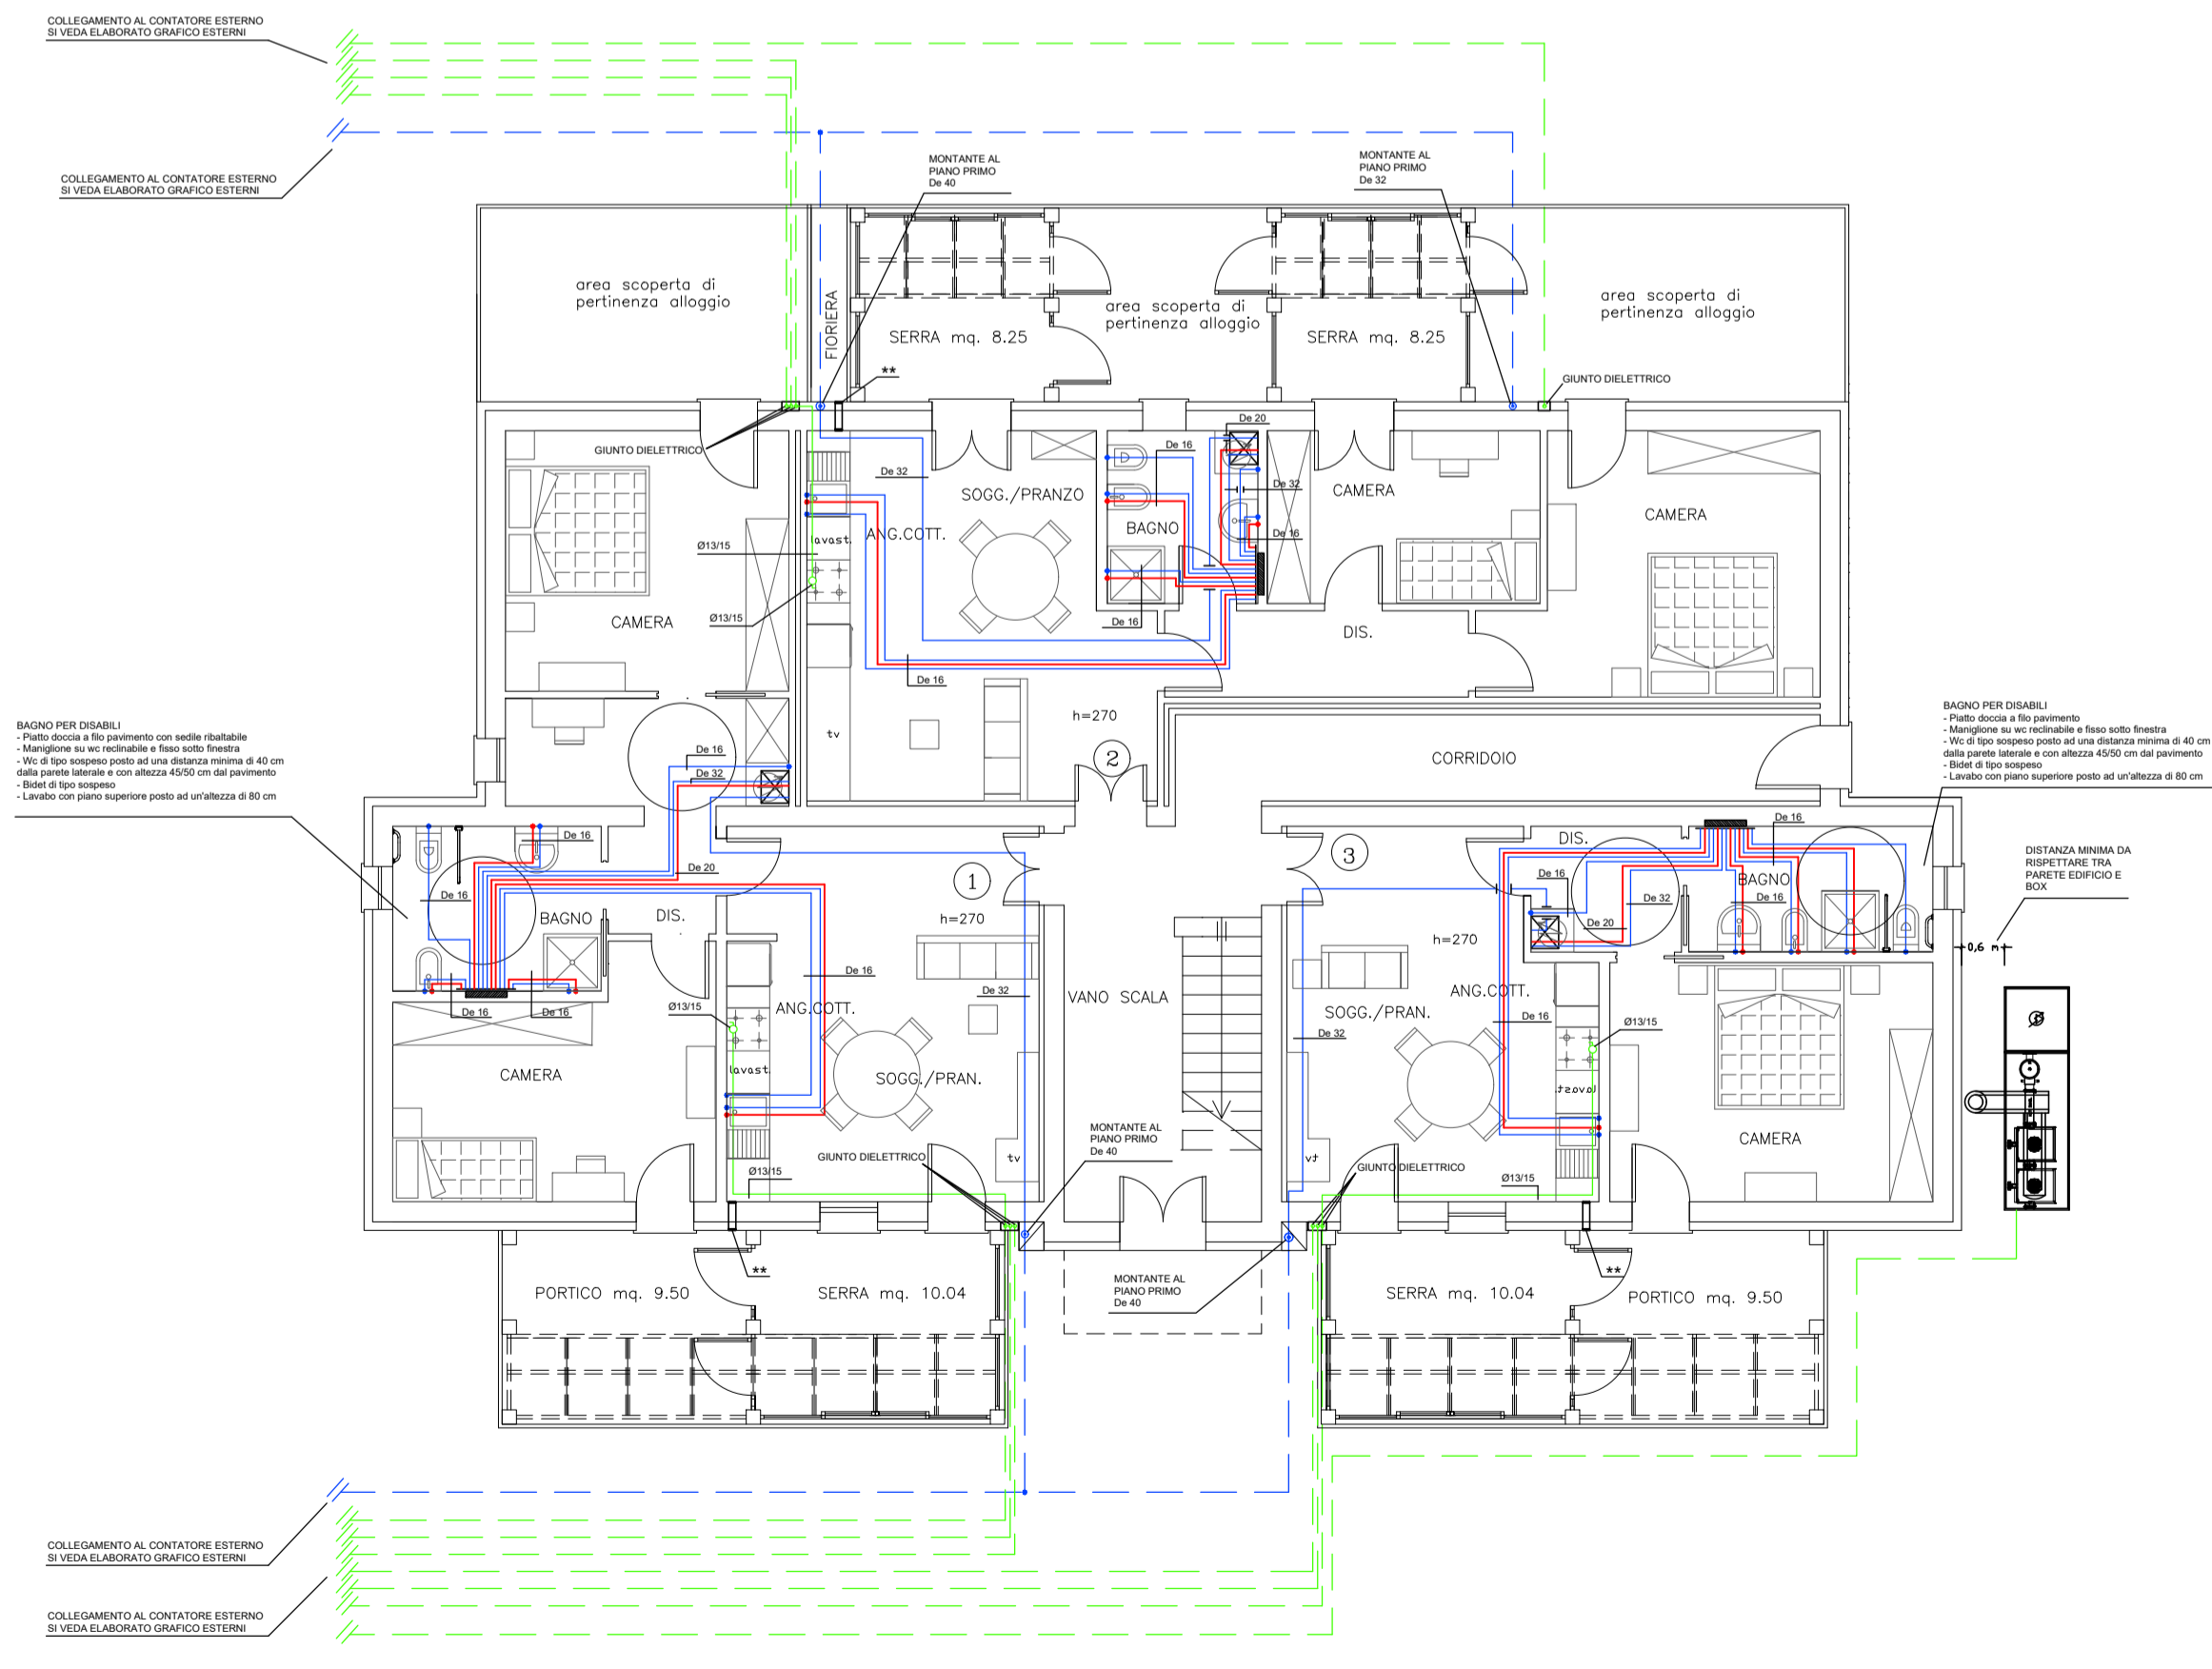 COLLEGAMENTO AL CONTATORE ESTERNO
SI VEDA ELABORATO GRAFICO ESTERNI
COLLEGAMENTO AL CONTATORE ESTERNO
SI VEDA ELABORATO GRAFICO ESTERNI
MONTANTE AL
PIANO PRIMO
De 40
MONTANTE AL
PIANO PRIMO
De 32
area scoperta di
pertinenza alloggio
FIORIERA
SERRA mq. 8.25
area scoperta di
pertinenza alloggio
SERRA mq. 8.25
area scoperta di
pertinenza alloggio
**
GIUNTO DIELETTRICO
GIUNTO DIELETTRICO
De 20
De 16
De 32
De 32
De 16
SOGG./PRANZO
ANG.COTT.
BAGNO
CAMERA
CAMERA
lavast.
Ø13/15
Ø13/15
CAMERA
De 16
De 16
DIS.
h=270
tv
2
CORRIDOIO
BAGNO PER DISABILI
- Piatto doccia a filo pavimento con sedile ribaltabile
- Maniglione su wc reclinabile e fisso sotto finestra
- Wc di tipo sospeso posto ad una distanza minima di 40 cm
dalla parete laterale e con altezza 45/50 cm dal pavimento
- Bidet di tipo sospeso
- Lavabo con piano superiore posto ad un'altezza di 80 cm
BAGNO PER DISABILI
- Piatto doccia a filo pavimento
- Maniglione su wc reclinabile e fisso sotto finestra
- Wc di tipo sospeso posto ad una distanza minima di 40 cm
dalla parete laterale e con altezza 45/50 cm dal pavimento
- Bidet di tipo sospeso
- Lavabo con piano superiore posto ad un'altezza di 80 cm
De 16
De 32
De 16
De 20
De 16
BAGNO
DIS.
1
h=270
De 16
De 16
De 16
De 32
Ø13/15
ANG.COTT.
lavast.
SOGG./PRAN.
CAMERA
tv
VANO SCALA
3
DIS.
De 16
De 16
BAGNO
De 16
De 32
De 20
h=270
ANG.COTT.
SOGG./PRAN.
De 16
De 32
Ø13/15
lavast.
CAMERA
tv
DISTANZA MINIMA DA
RISPETTARE TRA
PARETE EDIFICIO E
BOX
0,6 m
MONTANTE AL
PIANO PRIMO
De 40
GIUNTO DIELETTRICO
Ø13/15
GIUNTO DIELETTRICO
Ø13/15
**
**
PORTICO mq. 9.50
SERRA mq. 10.04
MONTANTE AL
PIANO PRIMO
De 40
SERRA mq. 10.04
PORTICO mq. 9.50
COLLEGAMENTO AL CONTATORE ESTERNO
SI VEDA ELABORATO GRAFICO ESTERNI
COLLEGAMENTO AL CONTATORE ESTERNO
SI VEDA ELABORATO GRAFICO ESTERNI